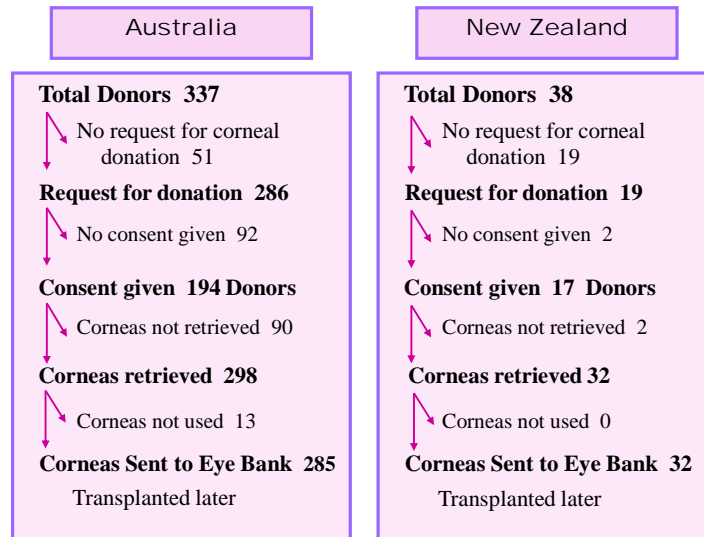 Australia
Total Donors 337
No request for corneal
donation 51
Request for donation 286
No consent given 92
Consent given 194 Donors
Corneas not retrieved 90
Corneas retrieved 298
Corneas not used 13
Corneas Sent to Eye Bank 285
Transplanted later
New Zealand
Total Donors 38
No request for corneal
donation 19
Request for donation 19
No consent given 2
Consent given 17 Donors
Corneas not retrieved 2
Corneas retrieved 32
Corneas not used 0
Corneas Sent to Eye Bank 32
Transplanted later